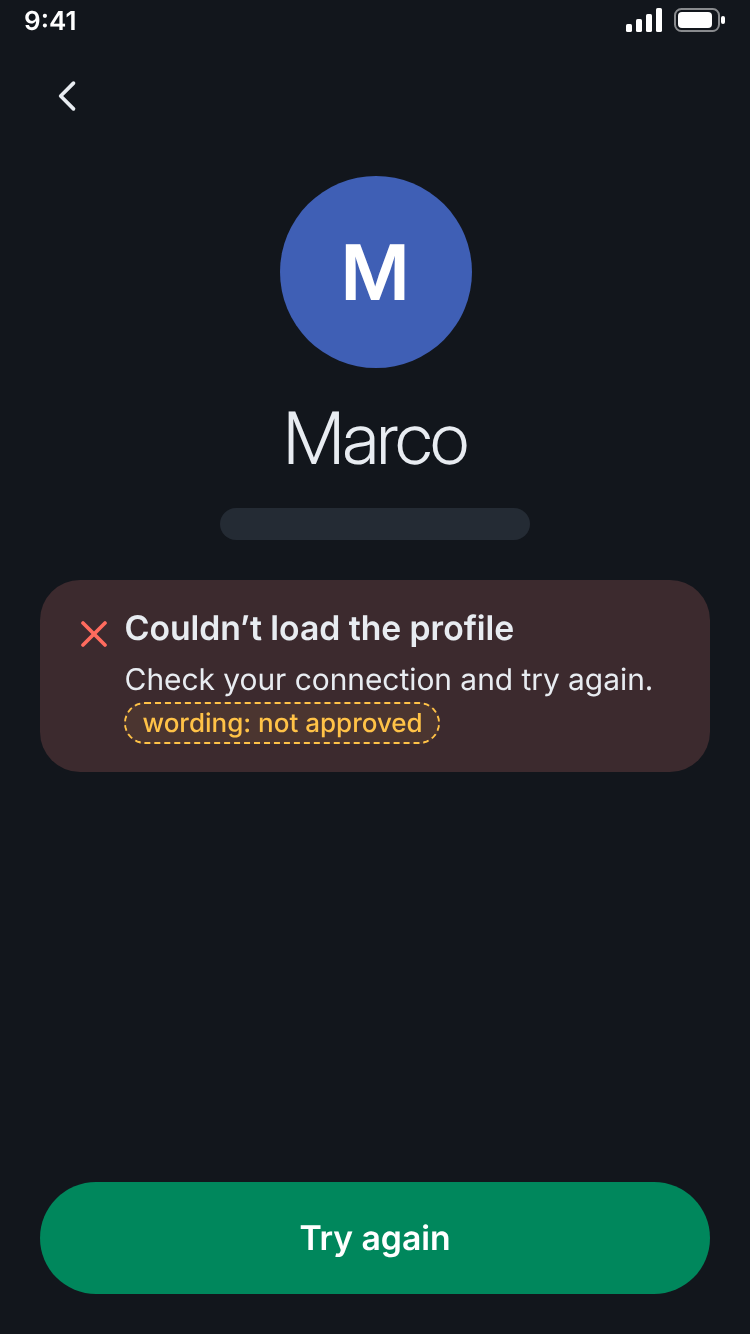 9:41
M
Marco
Couldn’t load the profile
Check your connection and try again.
wording: not approved
Try again